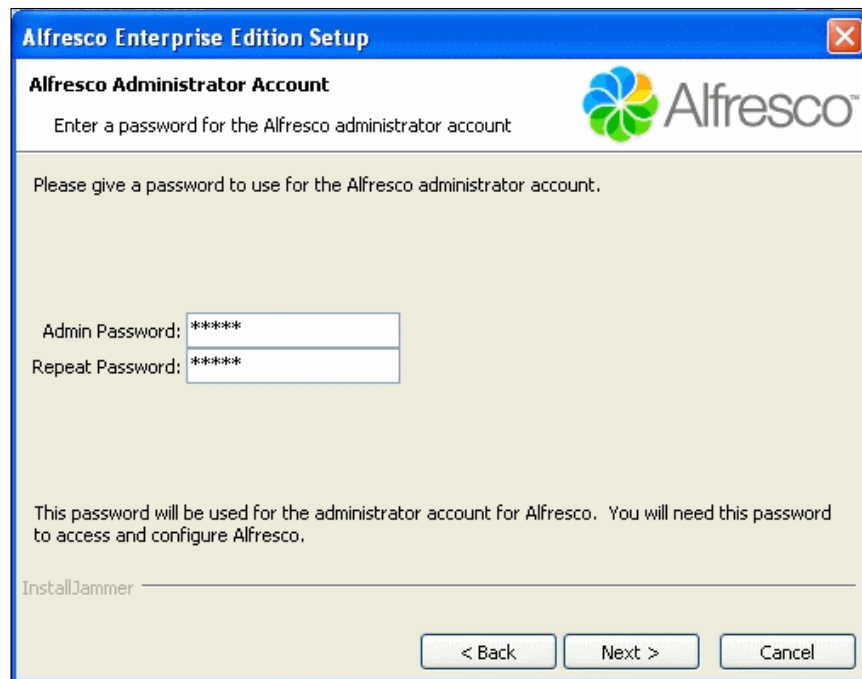 Alfresco Enterprise Edition Setup
Alfresco Administrator Account
Enter a password for the Alfresco administrator account
Alfresco™
Please give a password to use for the Alfresco administrator account.
Admin Password: *****
Repeat Password: *****
This password will be used for the administrator account for Alfresco. You will need this password
to access and configure Alfresco.
InstallJammer
< Back Next > Cancel